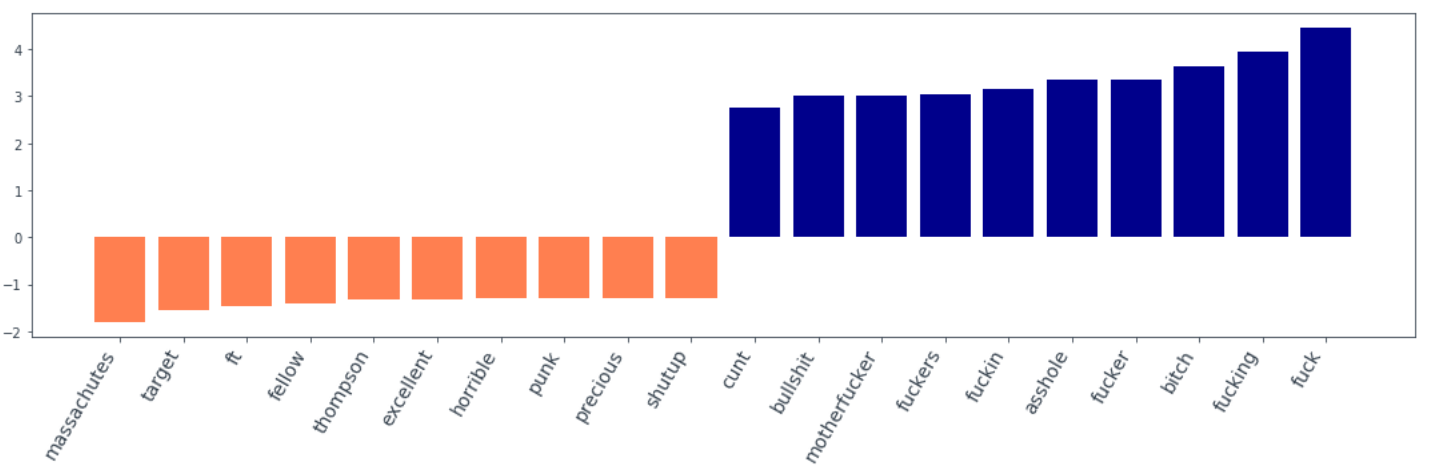 4
3
2
1
0
−1
−2
massachutes
target
ft
fellow
thompson
excellent
horrible
punk
precious
shutup
cunt
bullshit
motherfucker
fuckers
fuckin
asshole
fucker
bitch
fucking
fuck